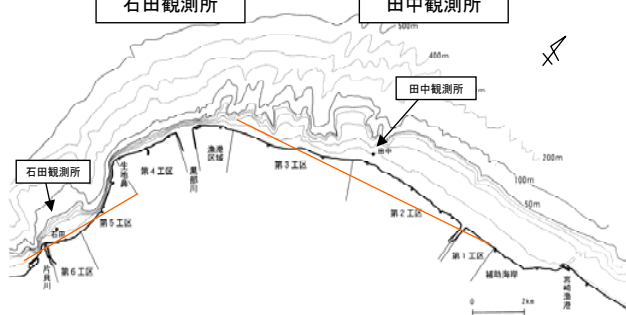 石田観測所
田中観測所
500m
400m
田中観測所
200m
100m
50m
田中
石田観測所
生地鼻
第4工区
黒部川
漁港
区域
第3工区
第2工区
第1工区
補助海岸
宮崎漁港
石田
第5工区
第6工区
片貝川
0
2km